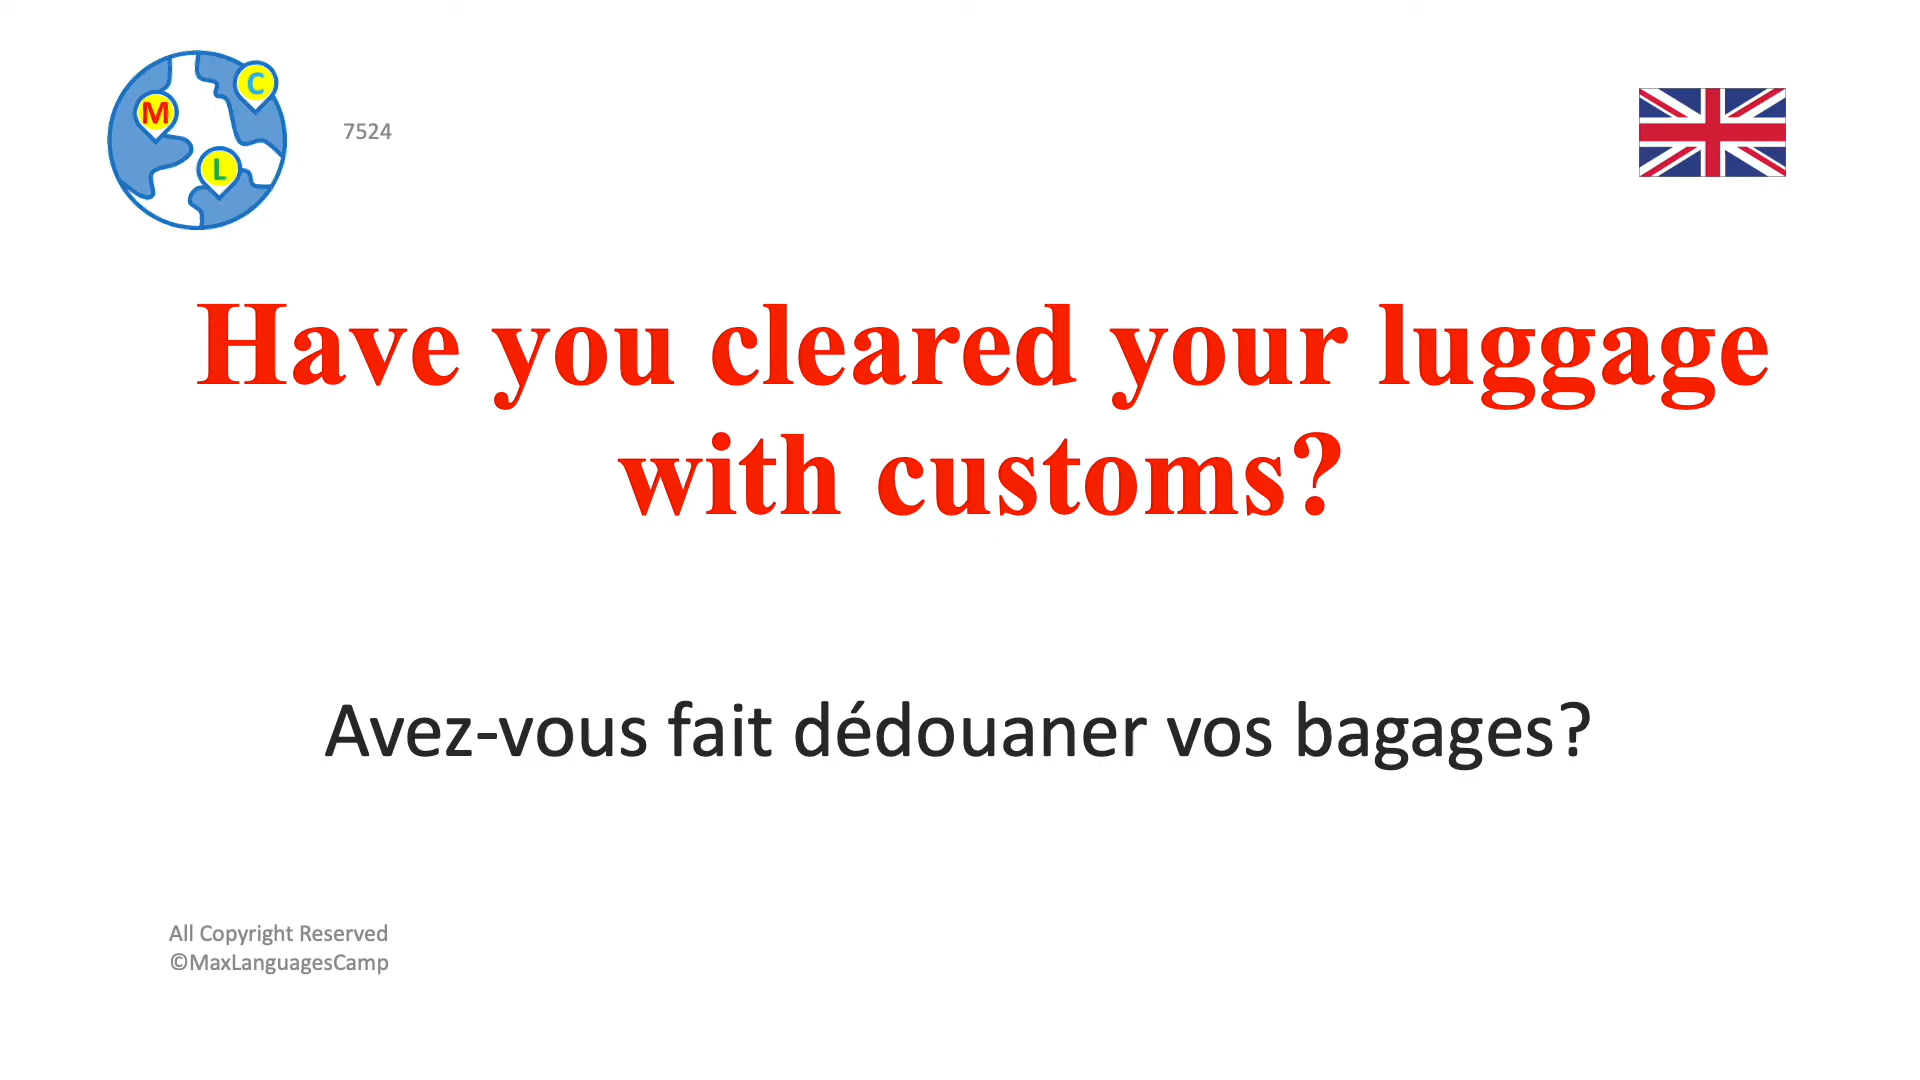 C
M
7524
L
Have you cleared your luggage
with customs?
Avez-vous fait dédouaner vos bagages?
All Copyright Reserved
©MaxLanguagesCamp